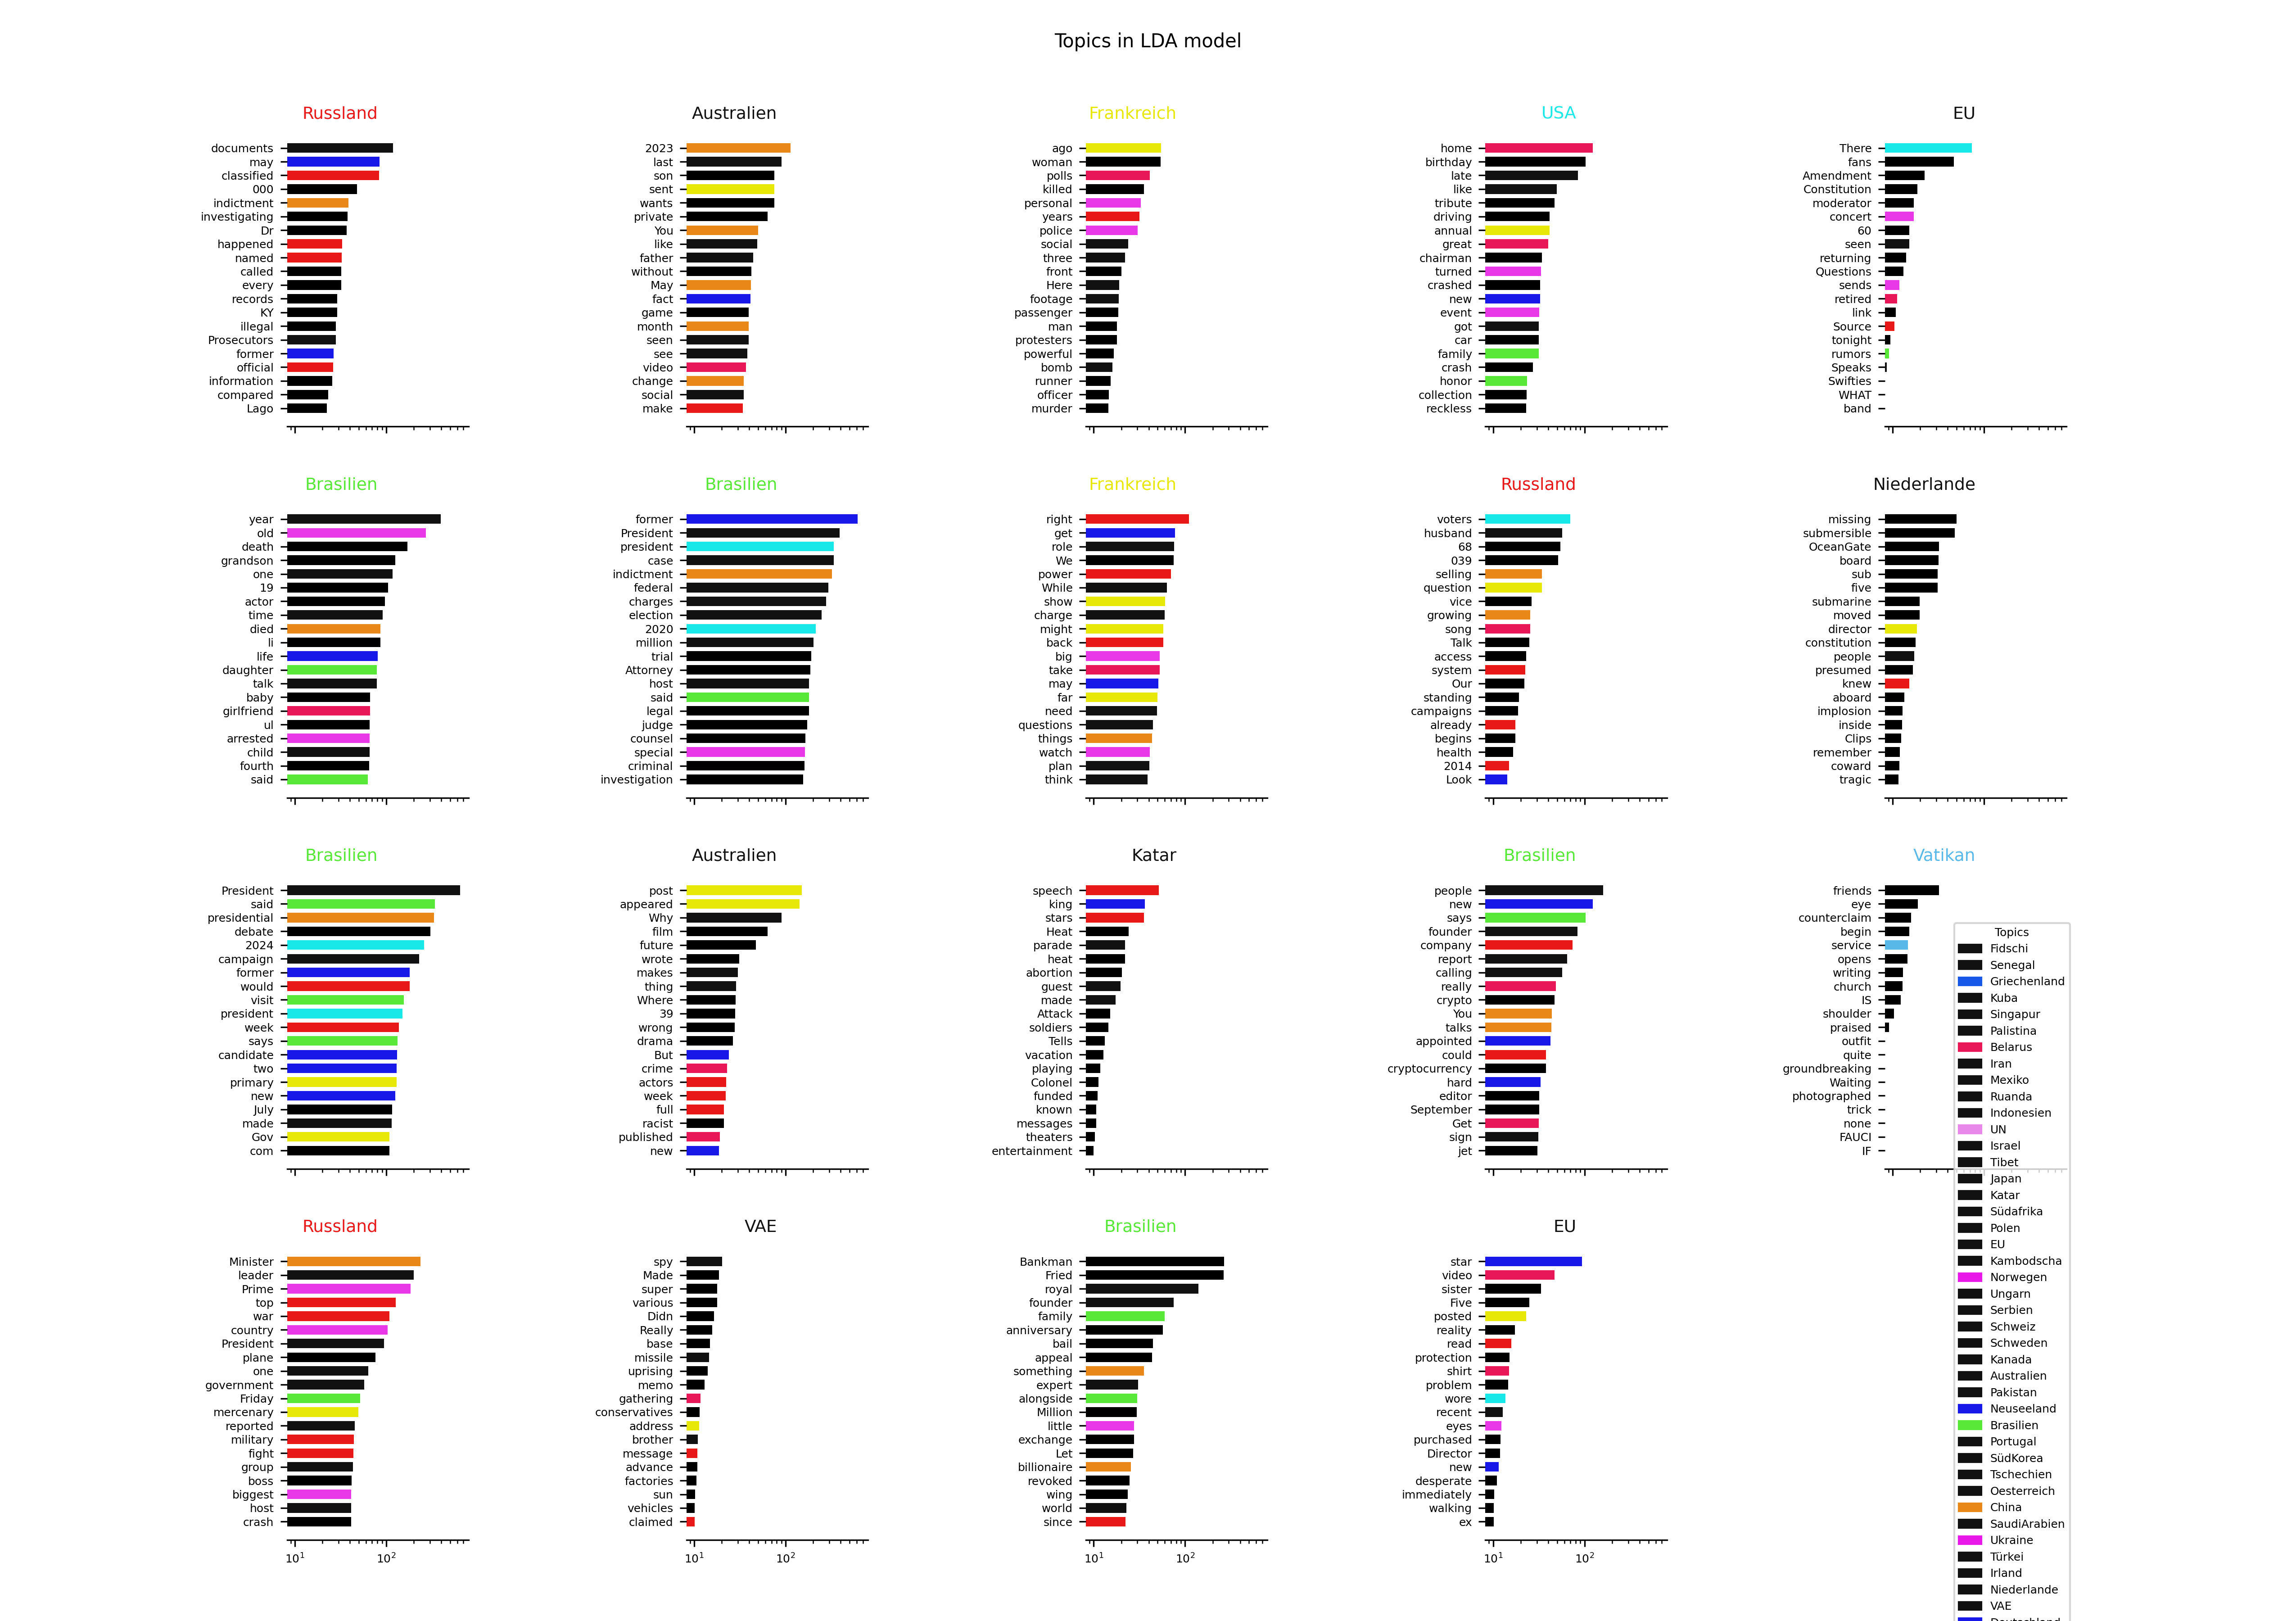 Topics in LDA model
Russland
documents
may
classified
000
indictment
investigating
Dr
happened
named
called
every
records
KY
illegal
Prosecutors
former
official
information
compared
Lago
Australien
2023
last
son
sent
wants
private
You
like
father
without
May
fact
game
month
seen
see
video
change
social
make
Frankreich
ago
woman
polls
killed
personal
years
police
social
three
front
Here
footage
passenger
man
protesters
powerful
bomb
runner
officer
murder
USA
home
birthday
late
like
tribute
driving
annual
great
chairman
turned
crashed
new
event
got
car
family
crash
honor
collection
reckless
EU
There
fans
Amendment
Constitution
moderator
concert
60
seen
returning
Questions
sends
retired
link
Source
tonight
rumors
Speaks
Swifties
WHAT
band
Brasilien
year
old
death
grandson
one
19
actor
time
died
li
life
daughter
talk
baby
girlfriend
ul
arrested
child
fourth
said
Brasilien
former
President
president
case
indictment
federal
charges
election
2020
million
trial
Attorney
host
said
legal
judge
counsel
special
criminal
investigation
Frankreich
right
get
role
We
power
While
show
charge
might
back
big
take
may
far
need
questions
things
watch
plan
think
Russland
voters
husband
68
039
selling
question
vice
growing
song
Talk
access
system
Our
standing
campaigns
already
begins
health
2014
Look
Niederlande
missing
submersible
OceanGate
board
sub
five
submarine
moved
director
constitution
people
presumed
knew
aboard
implosion
inside
Clips
remember
coward
tragic
Brasilien
President
said
presidential
debate
2024
campaign
former
would
visit
president
week
says
candidate
two
primary
new
July
made
Gov
com
Australien
post
appeared
Why
film
future
wrote
makes
thing
Where
39
wrong
drama
But
crime
actors
week
full
racist
published
new
Katar
speech
king
stars
Heat
parade
heat
abortion
guest
made
Attack
soldiers
Tells
vacation
playing
Colonel
funded
known
messages
theaters
entertainment
Brasilien
people
new
says
founder
company
report
calling
really
crypto
You
talks
appointed
could
cryptocurrency
hard
editor
September
Get
sign
jet
Vatikan
friends
eye
counterclaim
begin
service
opens
writing
church
IS
shoulder
praised
outfit
quite
groundbreaking
Waiting
photographed
trick
none
FAUCI
IF
Russland
Minister
leader
Prime
top
war
country
President
plane
one
government
Friday
mercenary
reported
military
fight
group
boss
biggest
host
crash
10¹ 10²
VAE
spy
Made
super
various
Didn
Really
base
missile
uprising
memo
gathering
conservatives
address
brother
message
advance
factories
sun
vehicles
claimed
10¹ 10²
Brasilien
Bankman
Fried
royal
founder
family
anniversary
bail
appeal
something
expert
alongside
Million
little
exchange
Let
billionaire
revoked
wing
world
since
10¹ 10²
EU
star
video
sister
Five
posted
reality
read
protection
shirt
problem
wore
recent
eyes
purchased
Director
new
desperate
immediately
walking
ex
10¹ 10²
Topics
Fidschi
Senegal
Griechenland
Kuba
Singapur
Palistina
Belarus
Iran
Mexiko
Ruanda
Indonesien
UN
Israel
Tibet
Japan
Katar
Südafrika
Polen
EU
Kambodscha
Norwegen
Ungarn
Serbien
Schweiz
Schweden
Kanada
Australien
Pakistan
Neuseeland
Brasilien
Portugal
SüdKorea
Tschechien
Oesterreich
China
SaudiArabien
Ukraine
Türkei
Irland
Niederlande
VAE